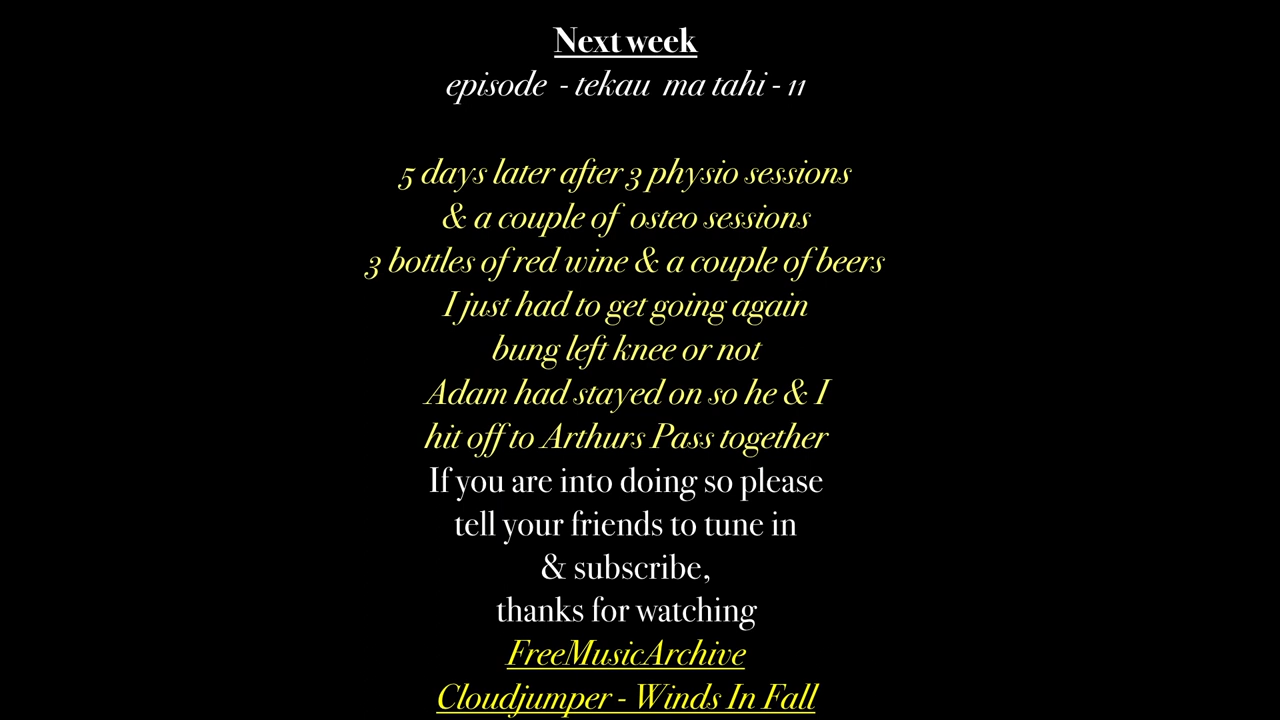 Next week
episode - tekau ma tahi - 11
5 days later after 3 physio sessions
& a couple of osteo sessions
3 bottles of red wine & a couple of beers
I just had to get going again
bung left knee or not
Adam had stayed on so he & I
hit off to Arthurs Pass together
If you are into doing so please
tell your friends to tune in
& subscribe,
thanks for watching
FreeMusicArchive
Cloudjumper - Winds In Fall